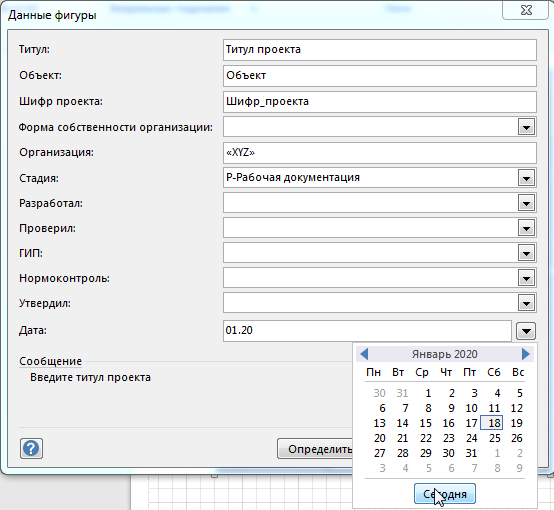 Данные фигуры
Титул: Титул проекта
Объект: Объект
Шифр проекта: Шифр_проекта
Форма собственности организации:
Организация: «XYZ»
Стадия: Р-Рабочая документация
Разработал:
Проверил:
ГИП:
Нормоконтроль:
Утвердил:
Дата: 01.20
Сообщение
Введите титул проекта
? Определить
Январь 2020
Пн Вт Ср Чт Пт Сб Вс
30 31 1 2 3 4 5
6 7 8 9 10 11 12
13 14 15 16 17 18 19
20 21 22 23 24 25 26
27 28 29 30 31 1 2
3 4 5 6 7 8 9
Сегодня